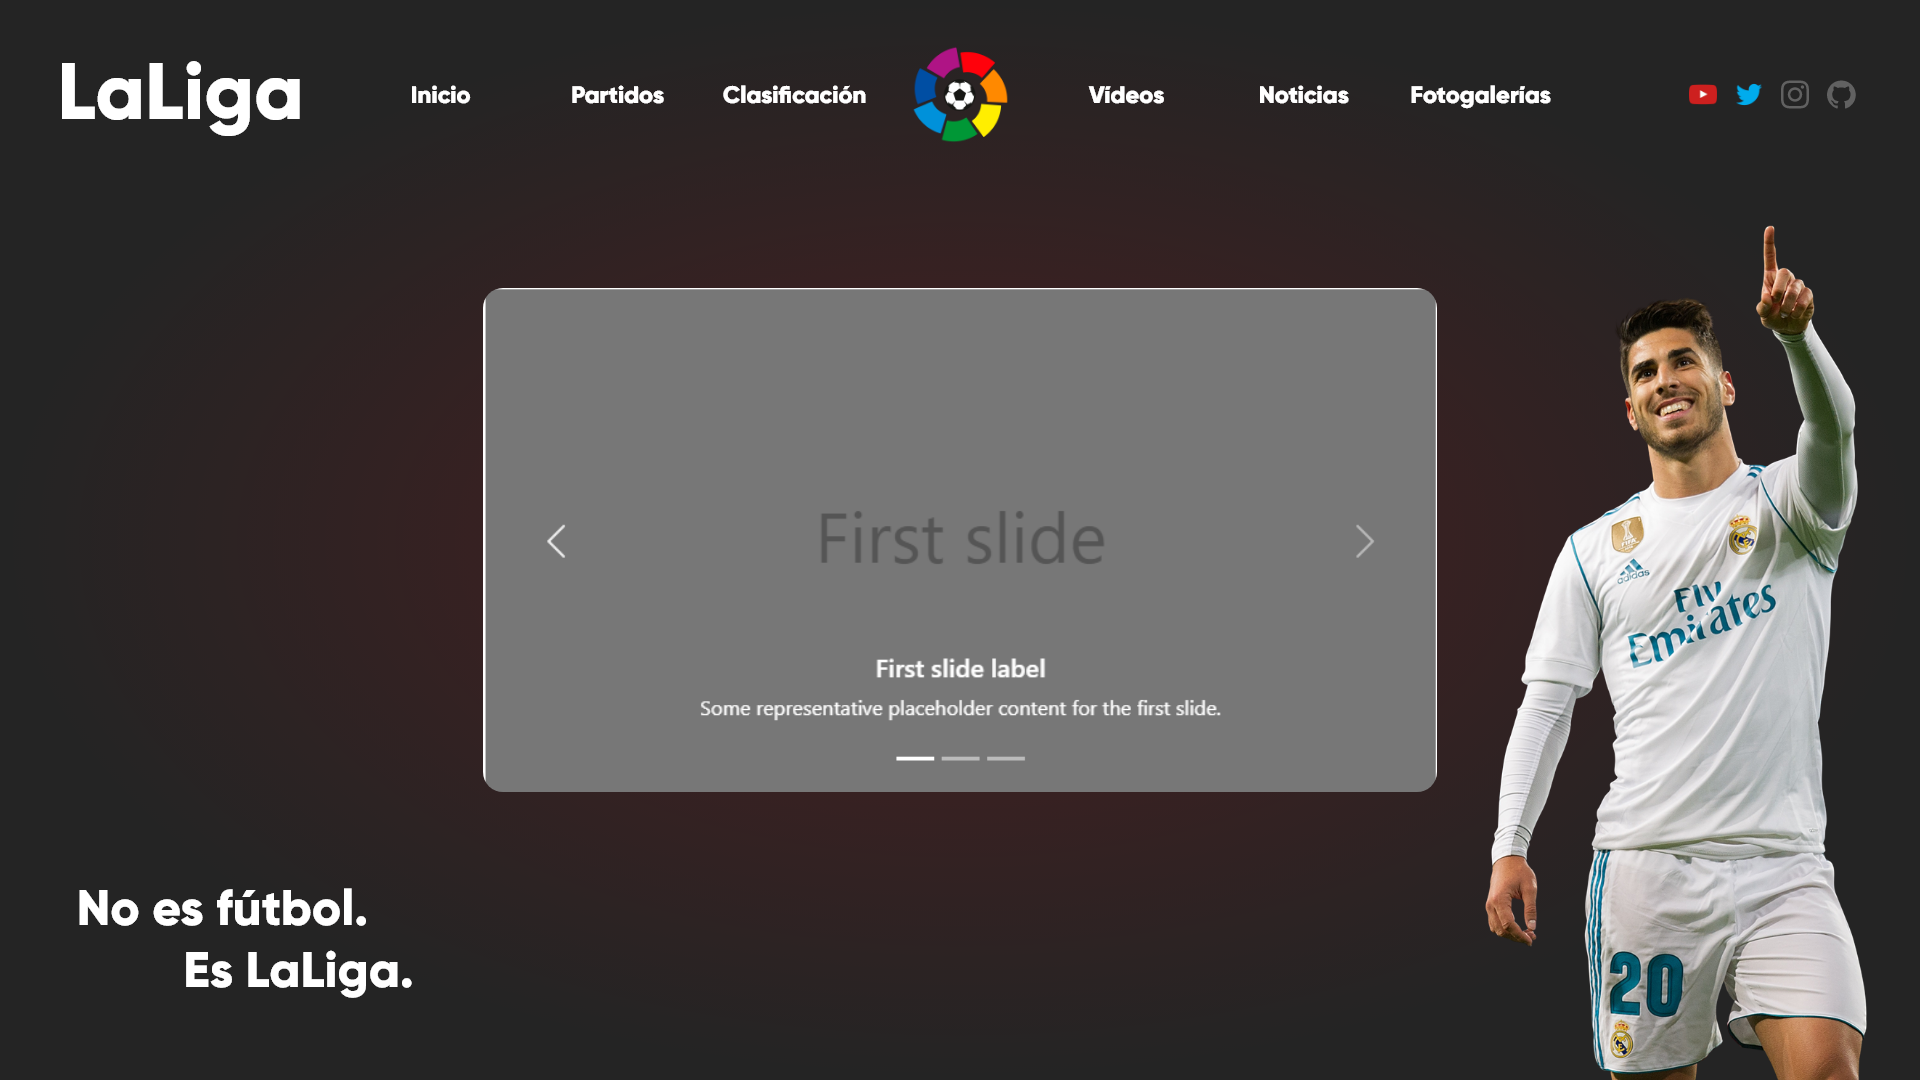 LaLiga
Inicio
Partidos
Clasificación
Vídeos
Noticias
Fotogalerías
First slide
First slide label
Some representative placeholder content for the first slide.
adidas
Fly
Emirates
No es fútbol.
Es LaLiga.
20